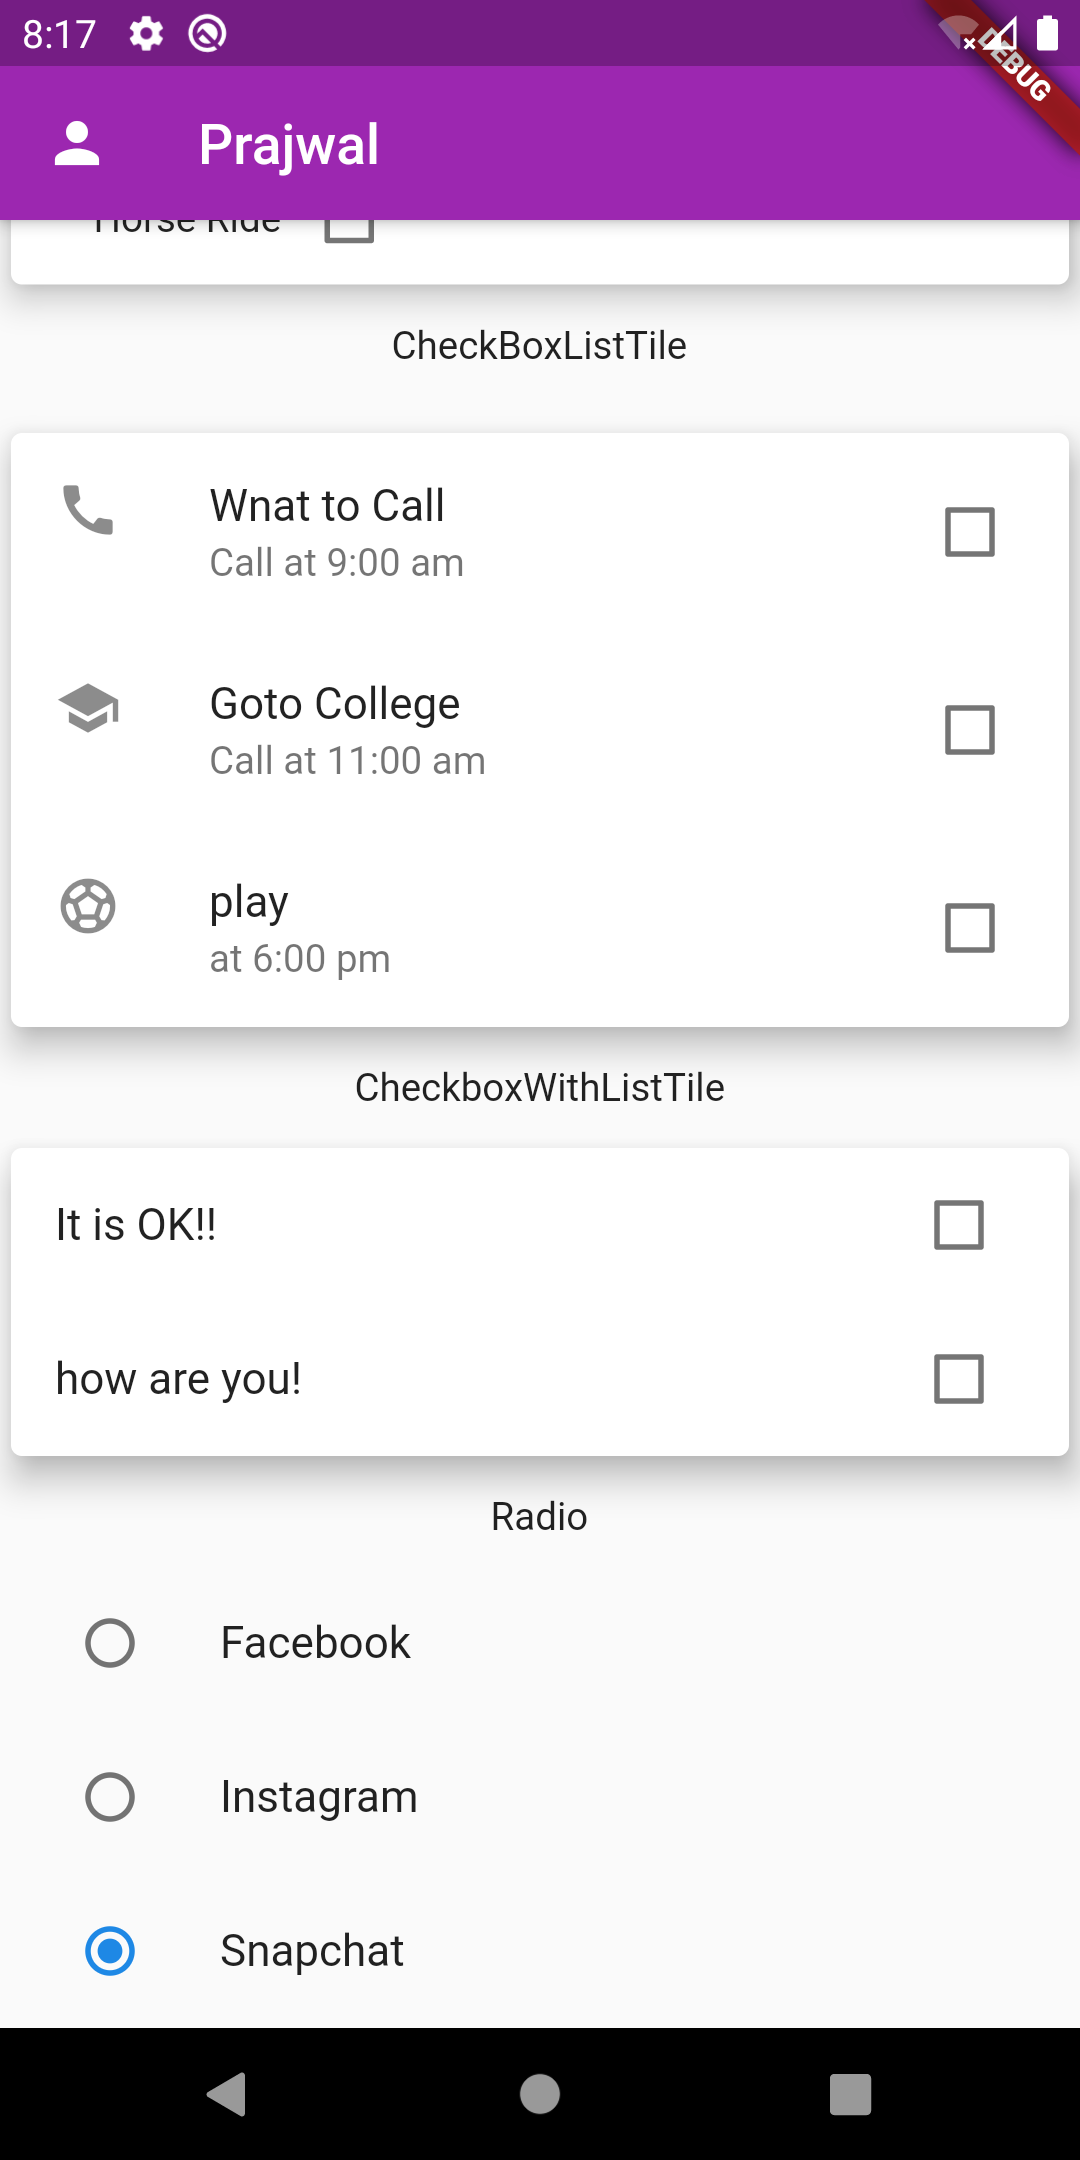 8:17
DEBUG
Prajwal
Horse Ride
CheckBoxListTile
Wnat to Call
Call at 9:00 am
Goto College
Call at 11:00 am
play
at 6:00 pm
CheckboxWithListTile
It is OK!!
how are you!
Radio
Facebook
Instagram
Snapchat